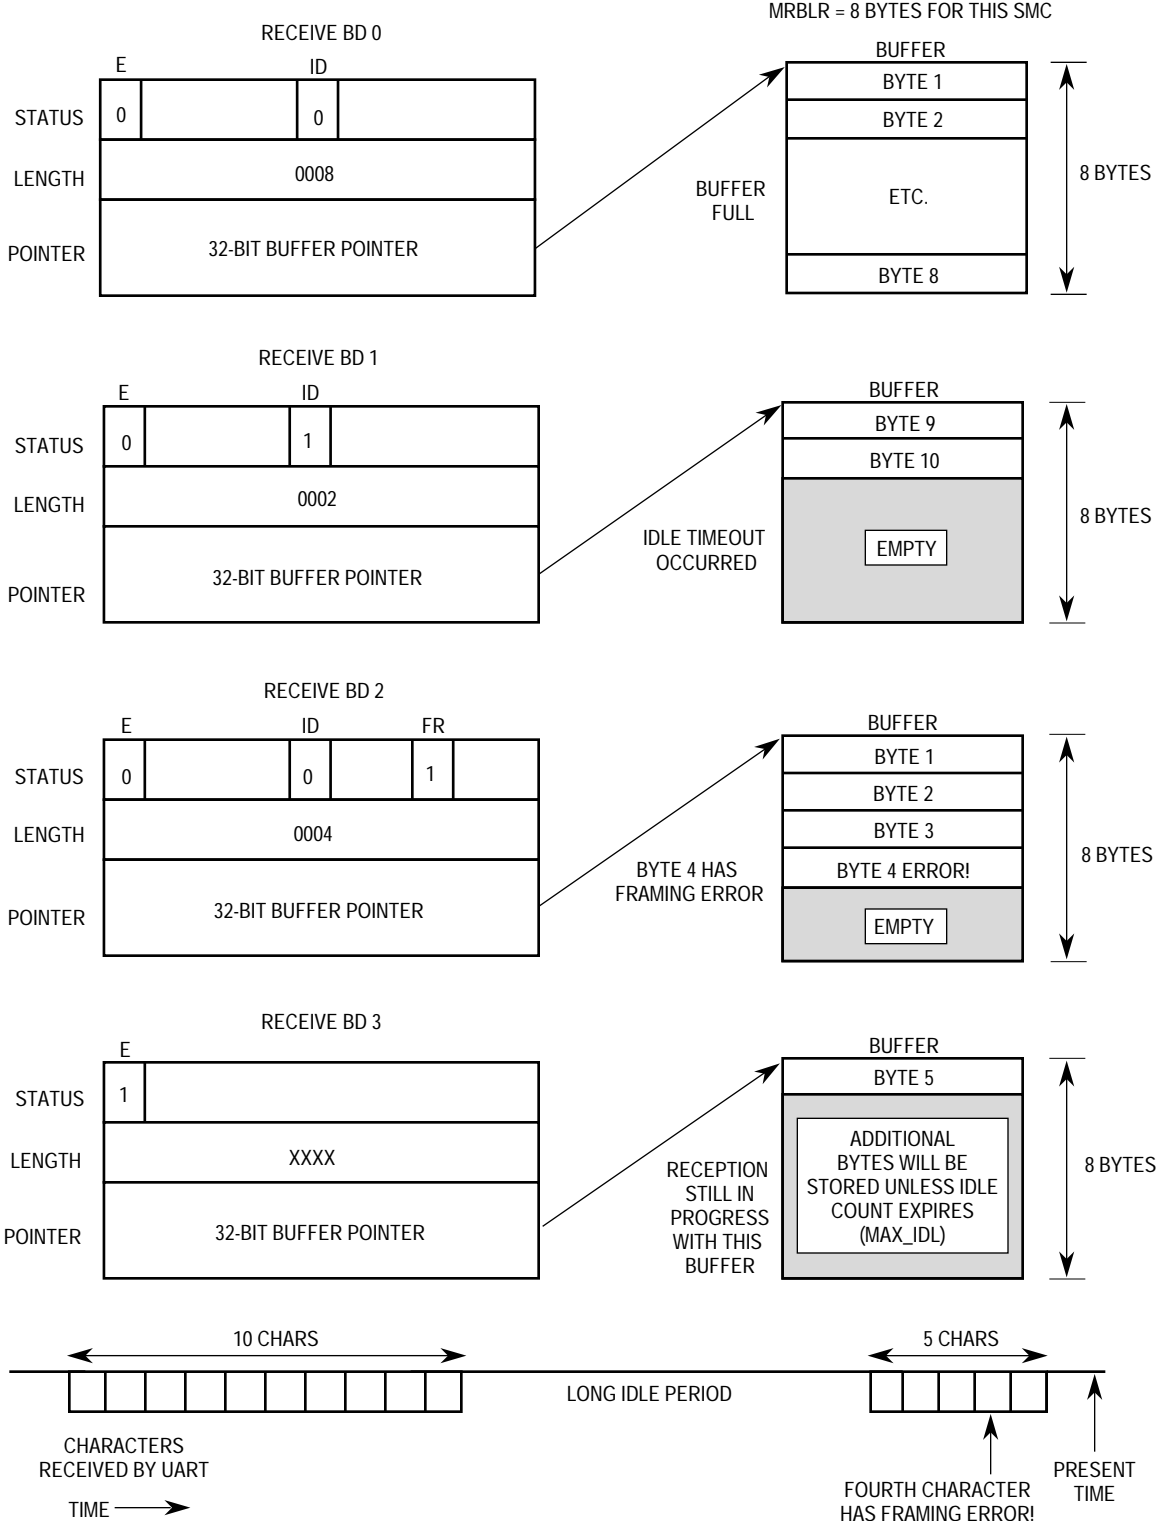 MRBLR = 8 BYTES FOR THIS SMC
RECEIVE BD 0
E
ID
STATUS
0
0
LENGTH
0008
POINTER
32-BIT BUFFER POINTER
BUFFER
FULL
BUFFER
BYTE 1
BYTE 2
ETC.
BYTE 8
8 BYTES
RECEIVE BD 1
E
ID
STATUS
0
1
LENGTH
0002
POINTER
32-BIT BUFFER POINTER
IDLE TIMEOUT
OCCURRED
BUFFER
BYTE 9
BYTE 10
EMPTY
8 BYTES
RECEIVE BD 2
E
ID
FR
STATUS
0
0
1
LENGTH
0004
POINTER
32-BIT BUFFER POINTER
BYTE 4 HAS
FRAMING ERROR
BUFFER
BYTE 1
BYTE 2
BYTE 3
BYTE 4 ERROR!
EMPTY
8 BYTES
RECEIVE BD 3
E
STATUS
1
LENGTH
XXXX
POINTER
32-BIT BUFFER POINTER
RECEPTION
STILL IN
PROGRESS
WITH THIS
BUFFER
BUFFER
BYTE 5
ADDITIONAL
BYTES WILL BE
STORED UNLESS IDLE
COUNT EXPIRES
(MAX_IDL)
8 BYTES
10 CHARS
5 CHARS
LONG IDLE PERIOD
CHARACTERS
RECEIVED BY UART
TIME
FOURTH CHARACTER
HAS FRAMING ERROR!
PRESENT
TIME